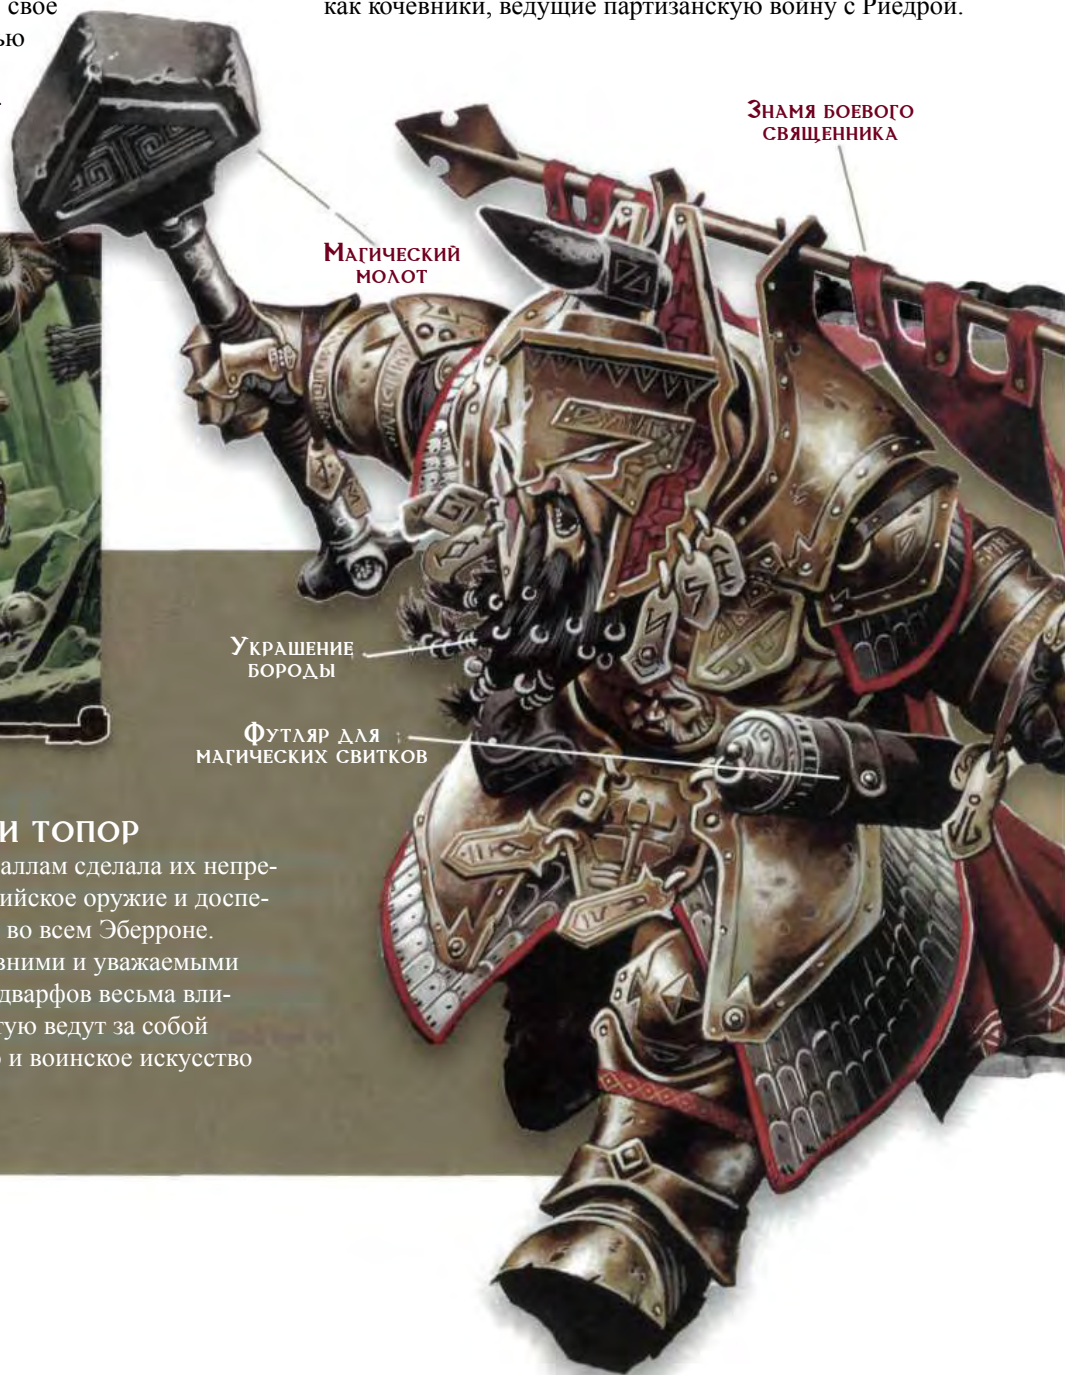 свое
как кочевники, ведущие партизанскую войну с Риедрой.
ью
Знамя боевого
священника
Магический
молот
Украшение
бороды
Футляр для
магических свитков
и топор
аллам сделала их непре-
ийское оружие и доспе-
во всем Эберроне.
вними и уважаемыми
дварфов весьма вли-
тую ведут за собой
о и воинское искусство